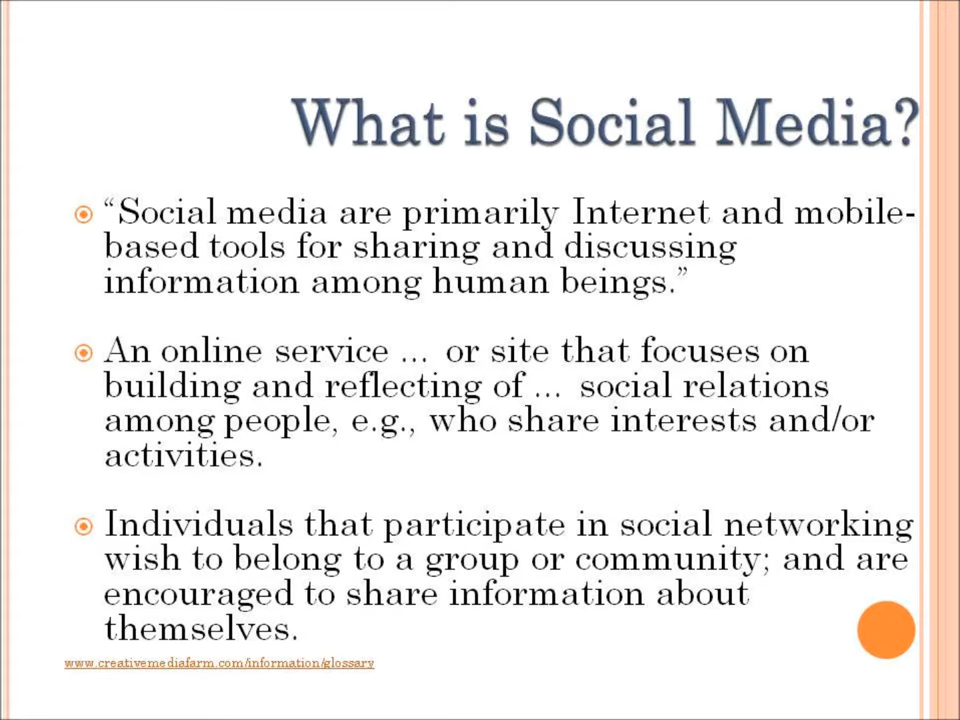 What is Social Media?
“Social media are primarily Internet and mobile-
based tools for sharing and discussing
information among human beings.”
An online service ... or site that focuses on
building and reflecting of ... social relations
among people, e.g., who share interests and/or
activities.
Individuals that participate in social networking
wish to belong to a group or community; and are
encouraged to share information about
themselves.
www.creativemediafarm.com/information/glossary